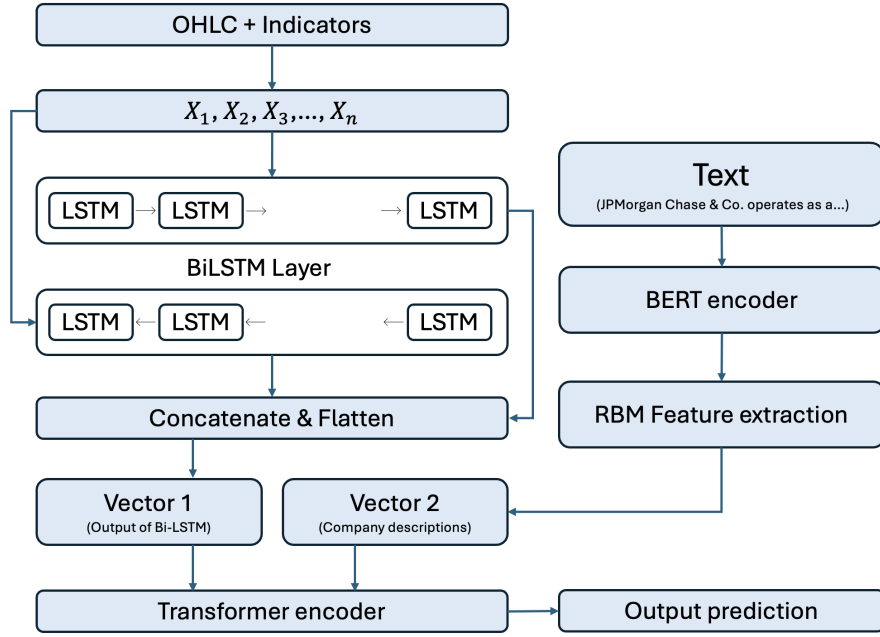 OHLC + Indicators
X₁, X₂, X₃,..., Xₙ
LSTM LSTM LSTM
BiLSTM Layer
LSTM LSTM LSTM
Concatenate & Flatten
Vector 1
(Output of Bi-LSTM)
Vector 2
(Company descriptions)
Transformer encoder
Text
(JPMorgan Chase & Co. operates as a...)
BERT encoder
RBM Feature extraction
Output prediction